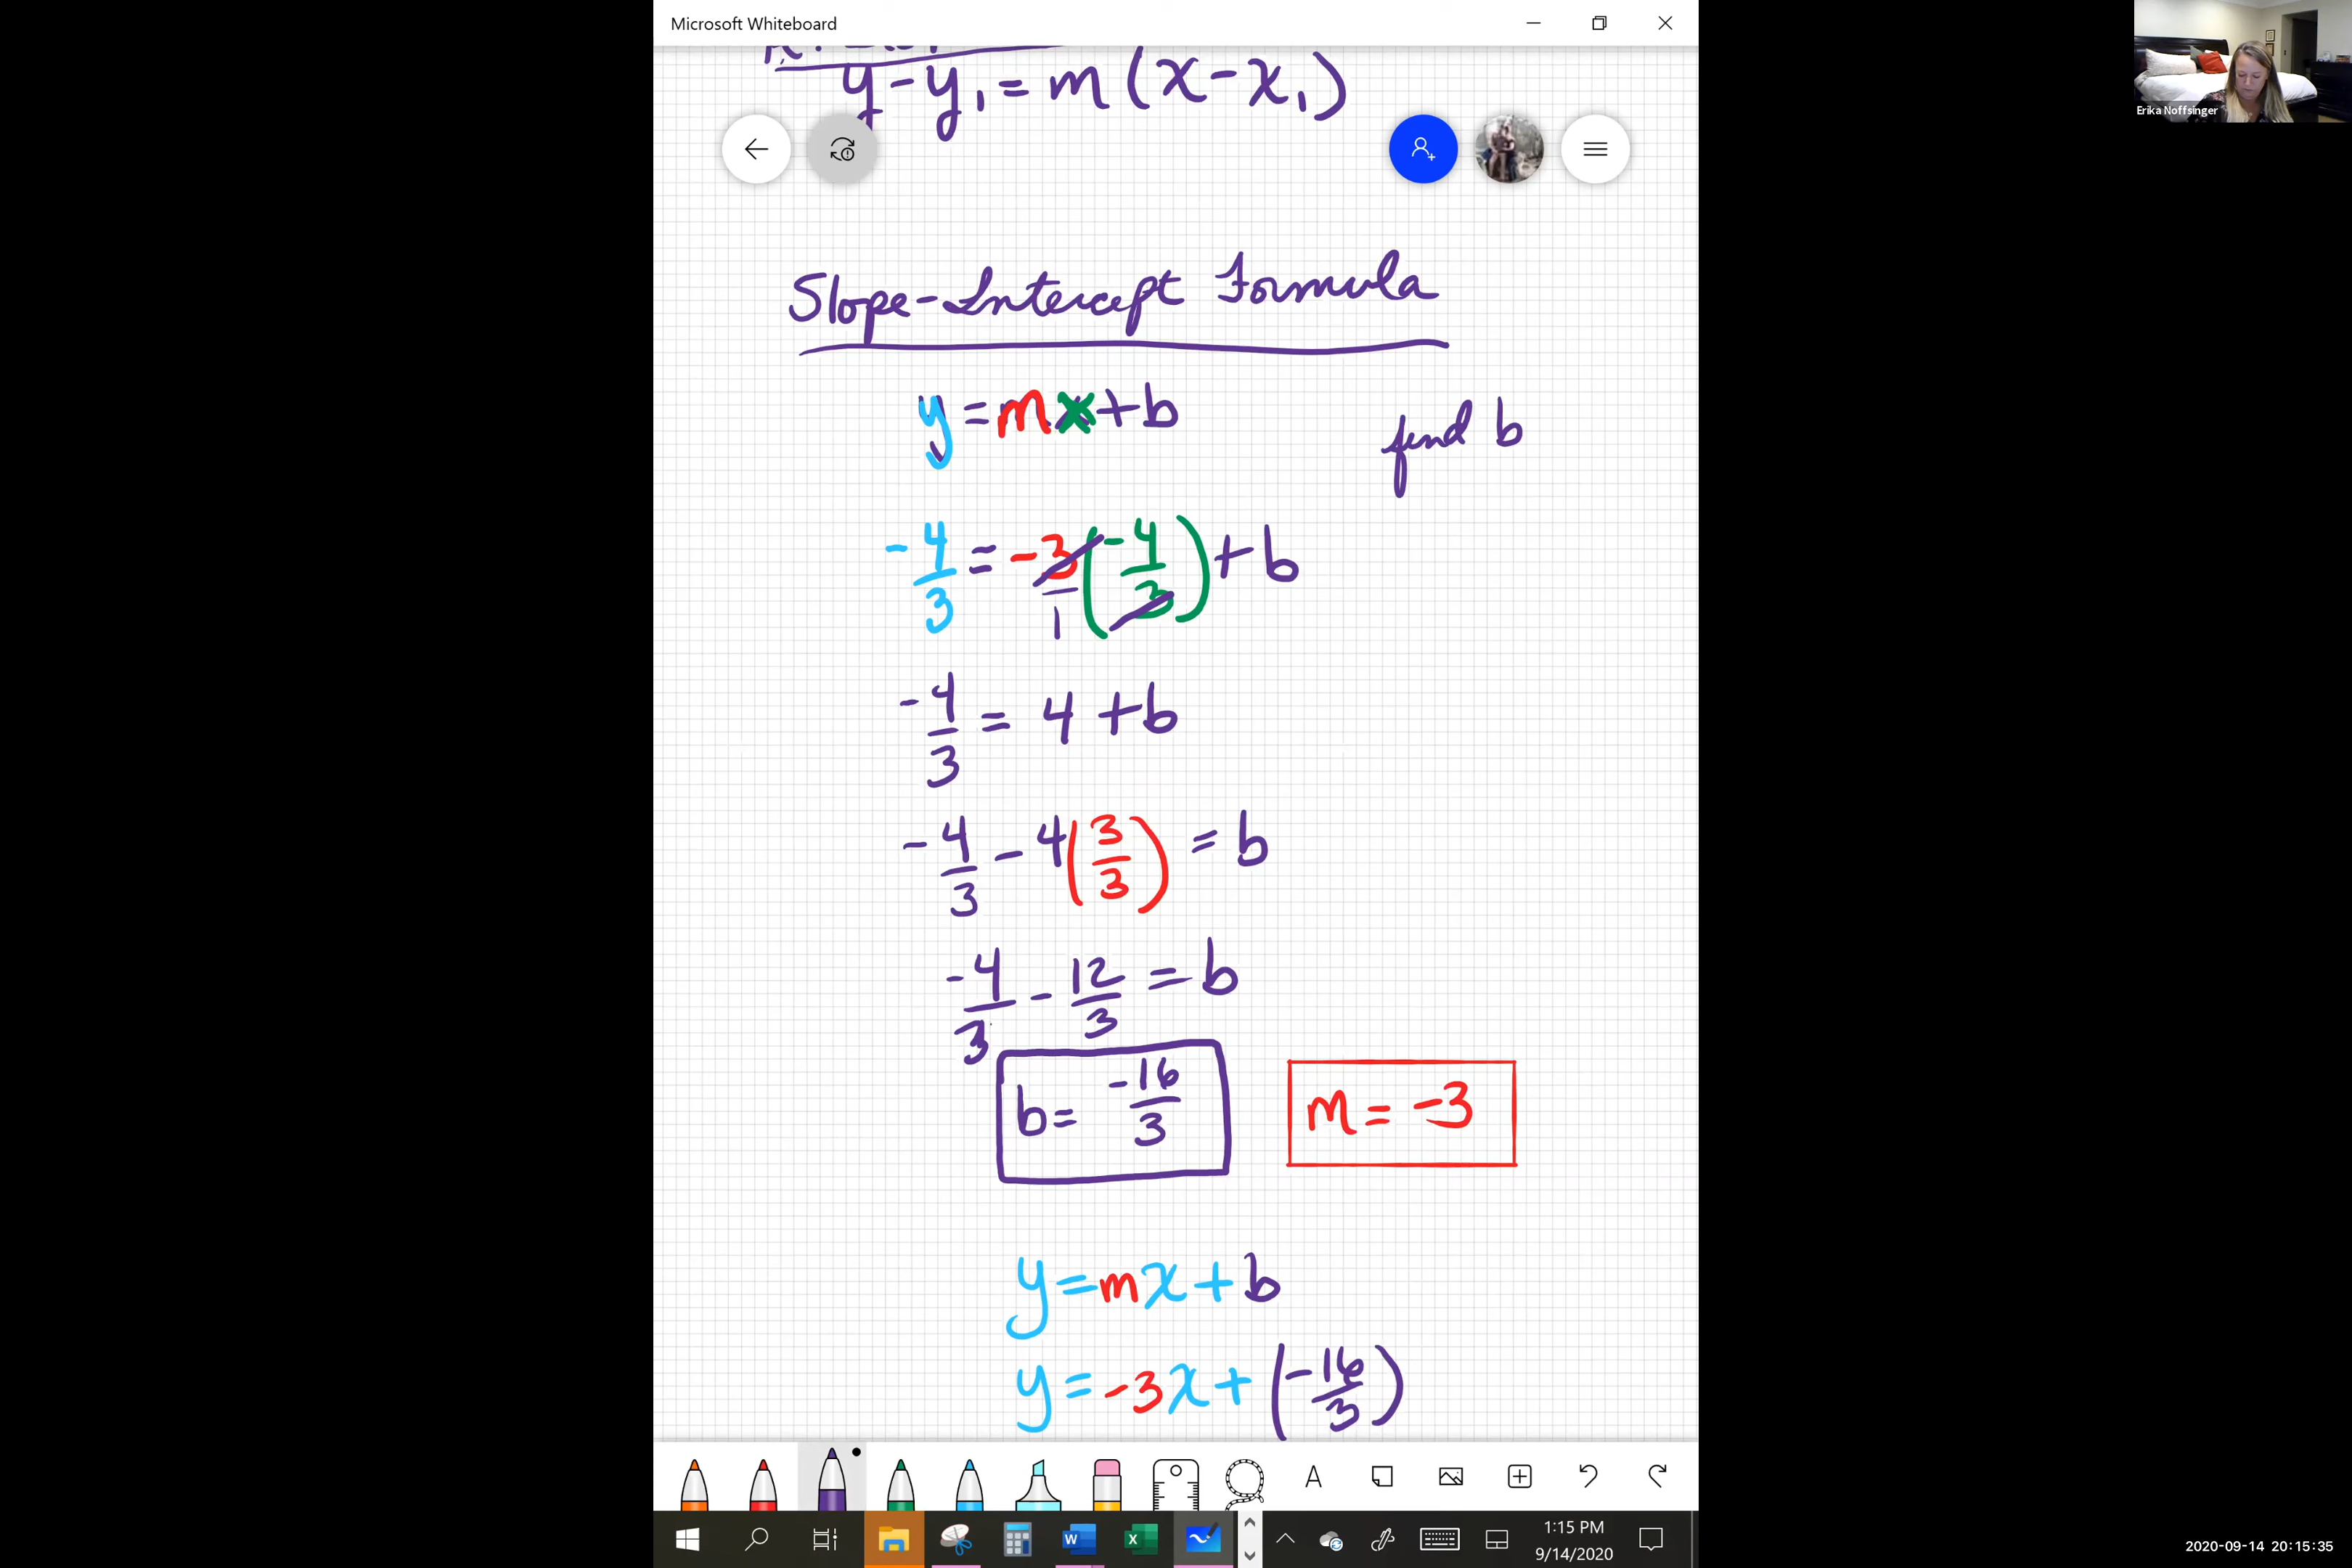 Microsoft Whiteboard
y - y₁ = m (x - x₁)
Erika Noffsinger
Slope-Intercept Formula
y = mx + b
find b
-4/3 = -3/1 (-4/3) + b
-4/3 = 4 + b
-4/3 - 4(3/3) = b
-4/3 - 12/3 = b
b = -16/3
m = -3
y = mx + b
y = -3x + (-16/3)
A
1:15 PM
9/14/2020
2020-09-14 20:15:35